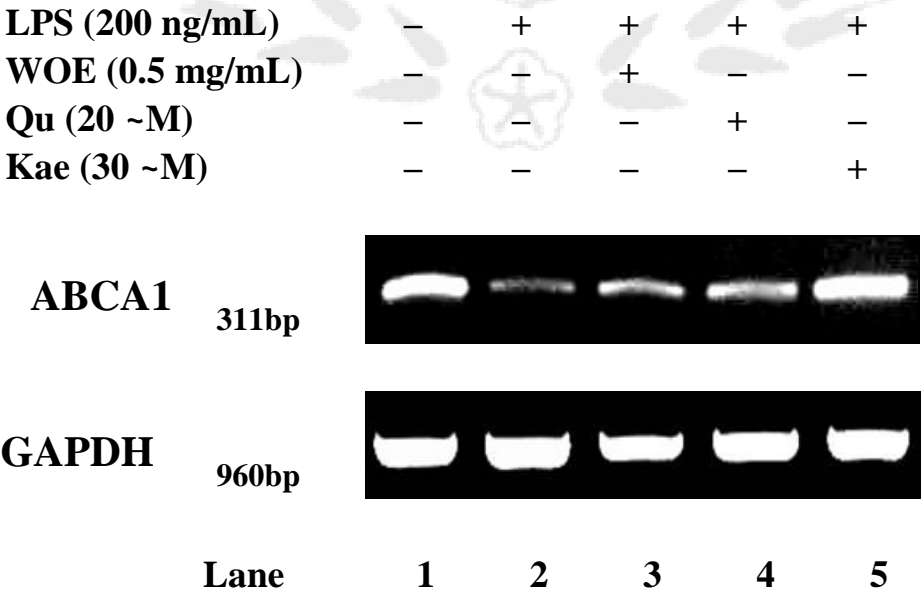 LPS (200 ng/mL) – + + + +
WOE (0.5 mg/mL) – – + – –
Qu (20 ~M) – – – + –
Kae (30 ~M) – – – – +
ABCA1 311bp
GAPDH 960bp
Lane 1 2 3 4 5